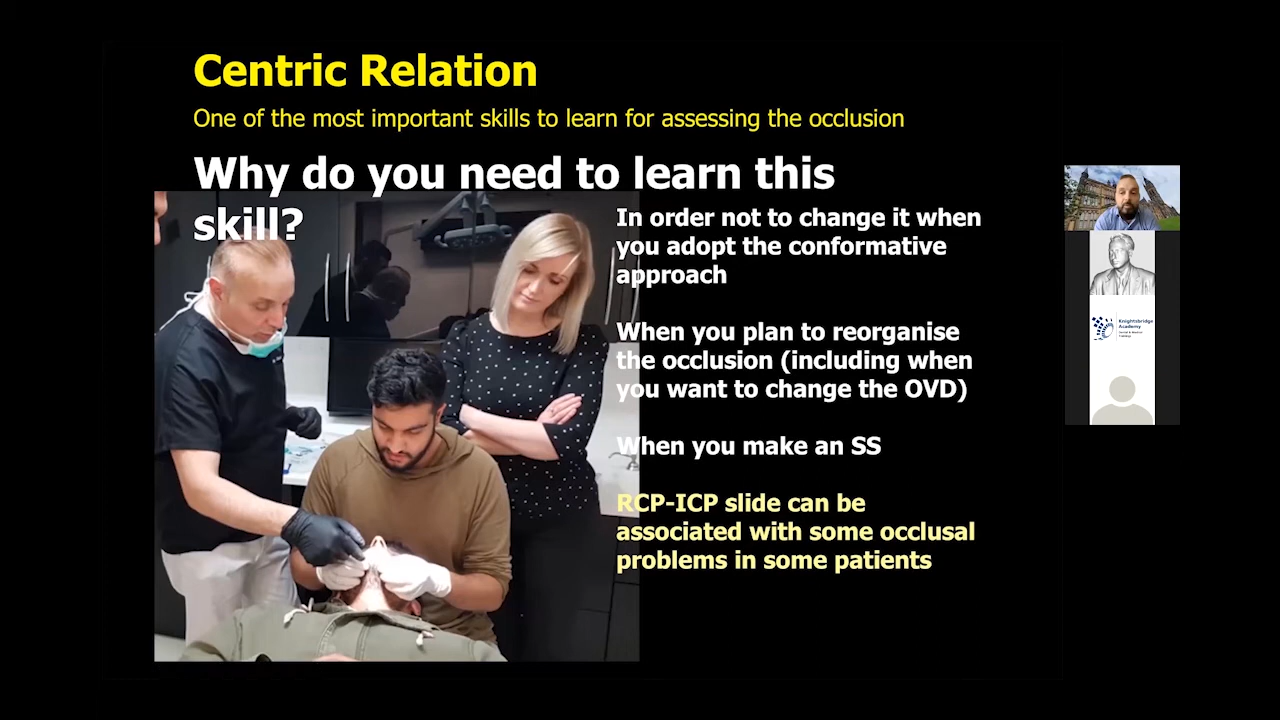 Centric Relation
One of the most important skills to learn for assessing the occlusion
Why do you need to learn this
skill?
In order not to change it when
you adopt the conformative
approach
When you plan to reorganise
the occlusion (including when
you want to change the OVD)
When you make an SS
RCP-ICP slide can be
associated with some occlusal
problems in some patients
Knightsbridge
Academy